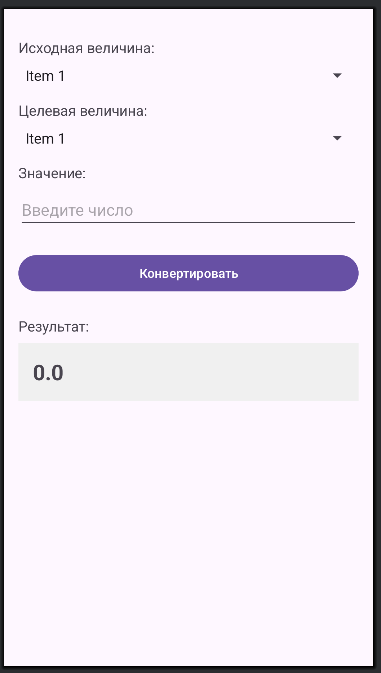 Исходная величина:
Item 1
Целевая величина:
Item 1
Значение:
Введите число
Конвертировать
Результат:
0.0